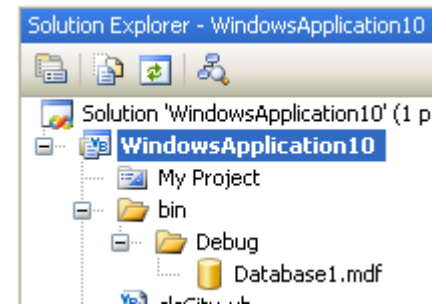 Solution Explorer - WindowsApplication10
Solution 'WindowsApplication10' (1 p
WindowsApplication10
My Project
bin
Debug
Database1.mdf